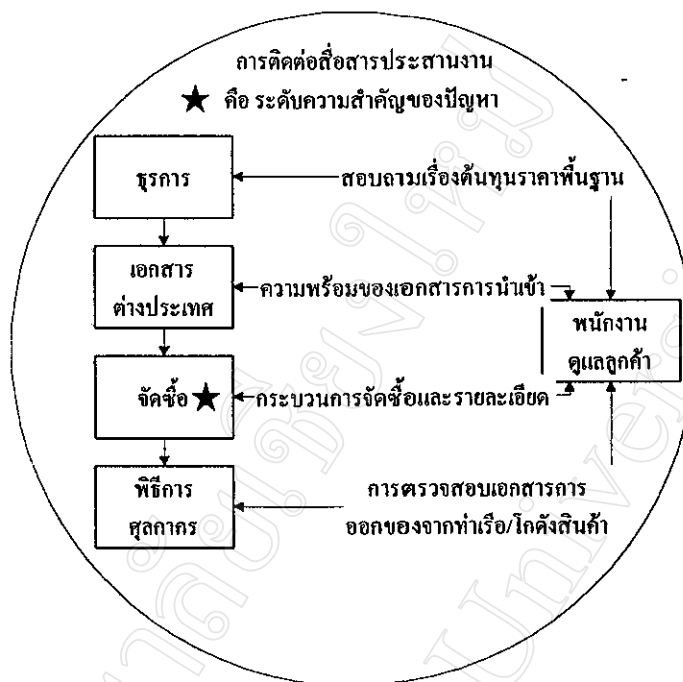 การติดต่อสื่อสารประสานงาน
★ คือ ระดับความสำคัญของปัญหา
ธุรการ
สอบถามเรื่องต้นทุนราคาพื้นฐาน
เอกสาร
ต่างประเทศ
ความพร้อมของเอกสารการนำเข้า
พนักงาน
ดูแลลูกค้า
จัดซื้อ ★
กระบวนการจัดซื้อและรายละเอียด
พิธีการ
ศุลกากร
การตรวจสอบเอกสารการ
ออกของจากท่าเรือ/โกดังสินค้า